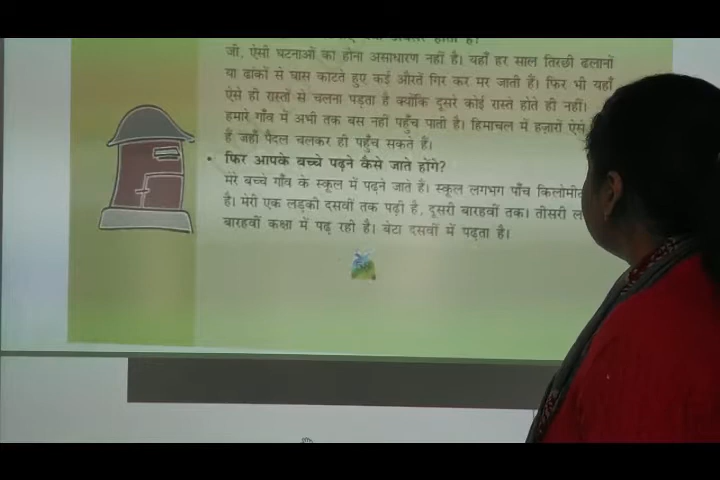 होता है।
जी, ऐसी घटनाओं का होना असाधारण नहीं है। यहाँ हर साल तिरछी ढलानों
या ढांकों से घास काटते हुए कई औरतें गिर कर मर जाती हैं। फिर भी यहाँ
ऐसे ही रास्तों से चलना पड़ता है क्योंकि दूसरे कोई रास्ते होते ही नहीं।
हमारे गाँव में अभी तक बस नहीं पहुँच पाती है। हिमाचल में हज़ारों ऐसे
हैं जहाँ पैदल चलकर ही पहुँच सकते हैं।
• फिर आपके बच्चे पढ़ने कैसे जाते होंगे?
मेरे बच्चे गाँव के स्कूल में पढ़ने जाते हैं। स्कूल लगभग पाँच
है। मेरी एक लड़की दसवीं तक पढ़ी है, दूसरी बारहवीं तक। तीसरी
बारहवीं कक्षा में पढ़ रही है। बेटा दसवीं में पढ़ता है।